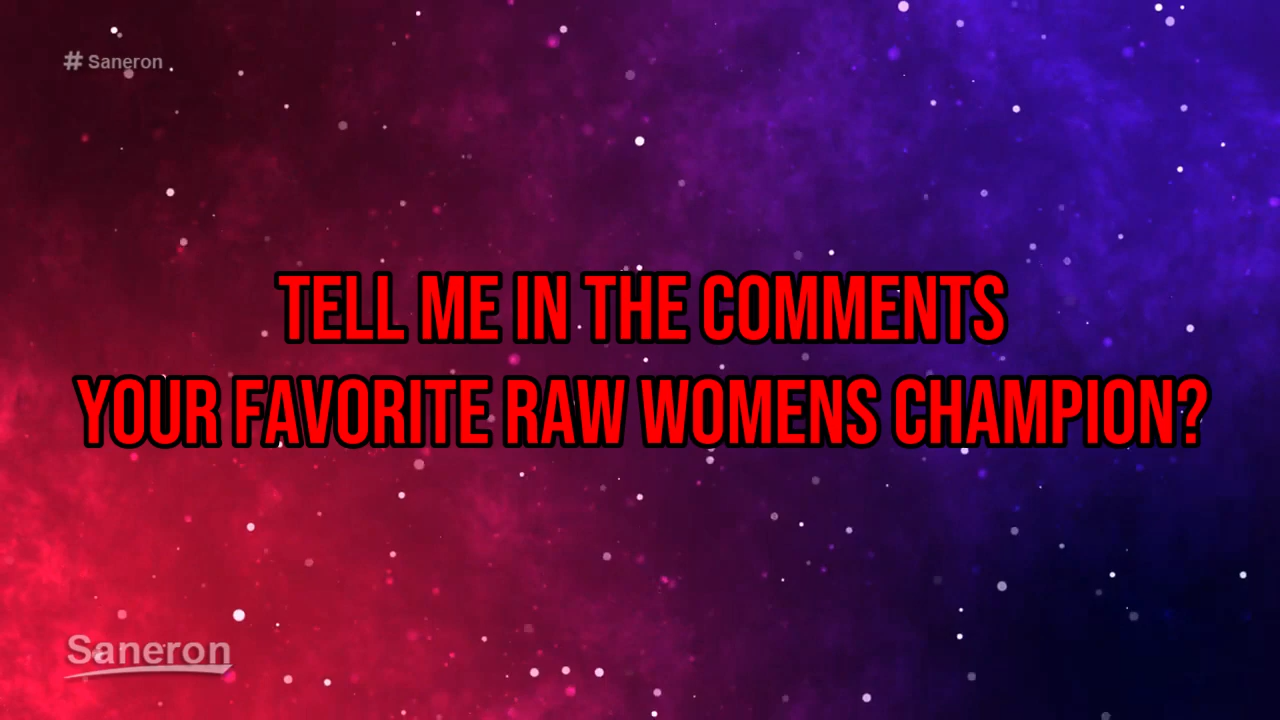 # Saneron
TELL ME IN THE COMMENTS
YOUR FAVORITE RAW WOMENS CHAMPION?
Saneron